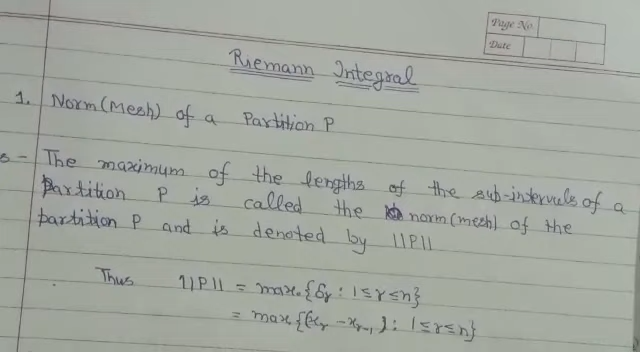 Page No.
Date
Riemann Integral
1. Norm(Mesh) of a Partition P
s - The maximum of the lengths of the sub-intervals of a
partition P is called the norm(mesh) of the
partition P and is denoted by ||P||
Thus ||P|| = max.{δr : 1≤r≤n}
= max{(xr - xr-1): 1≤r≤n}